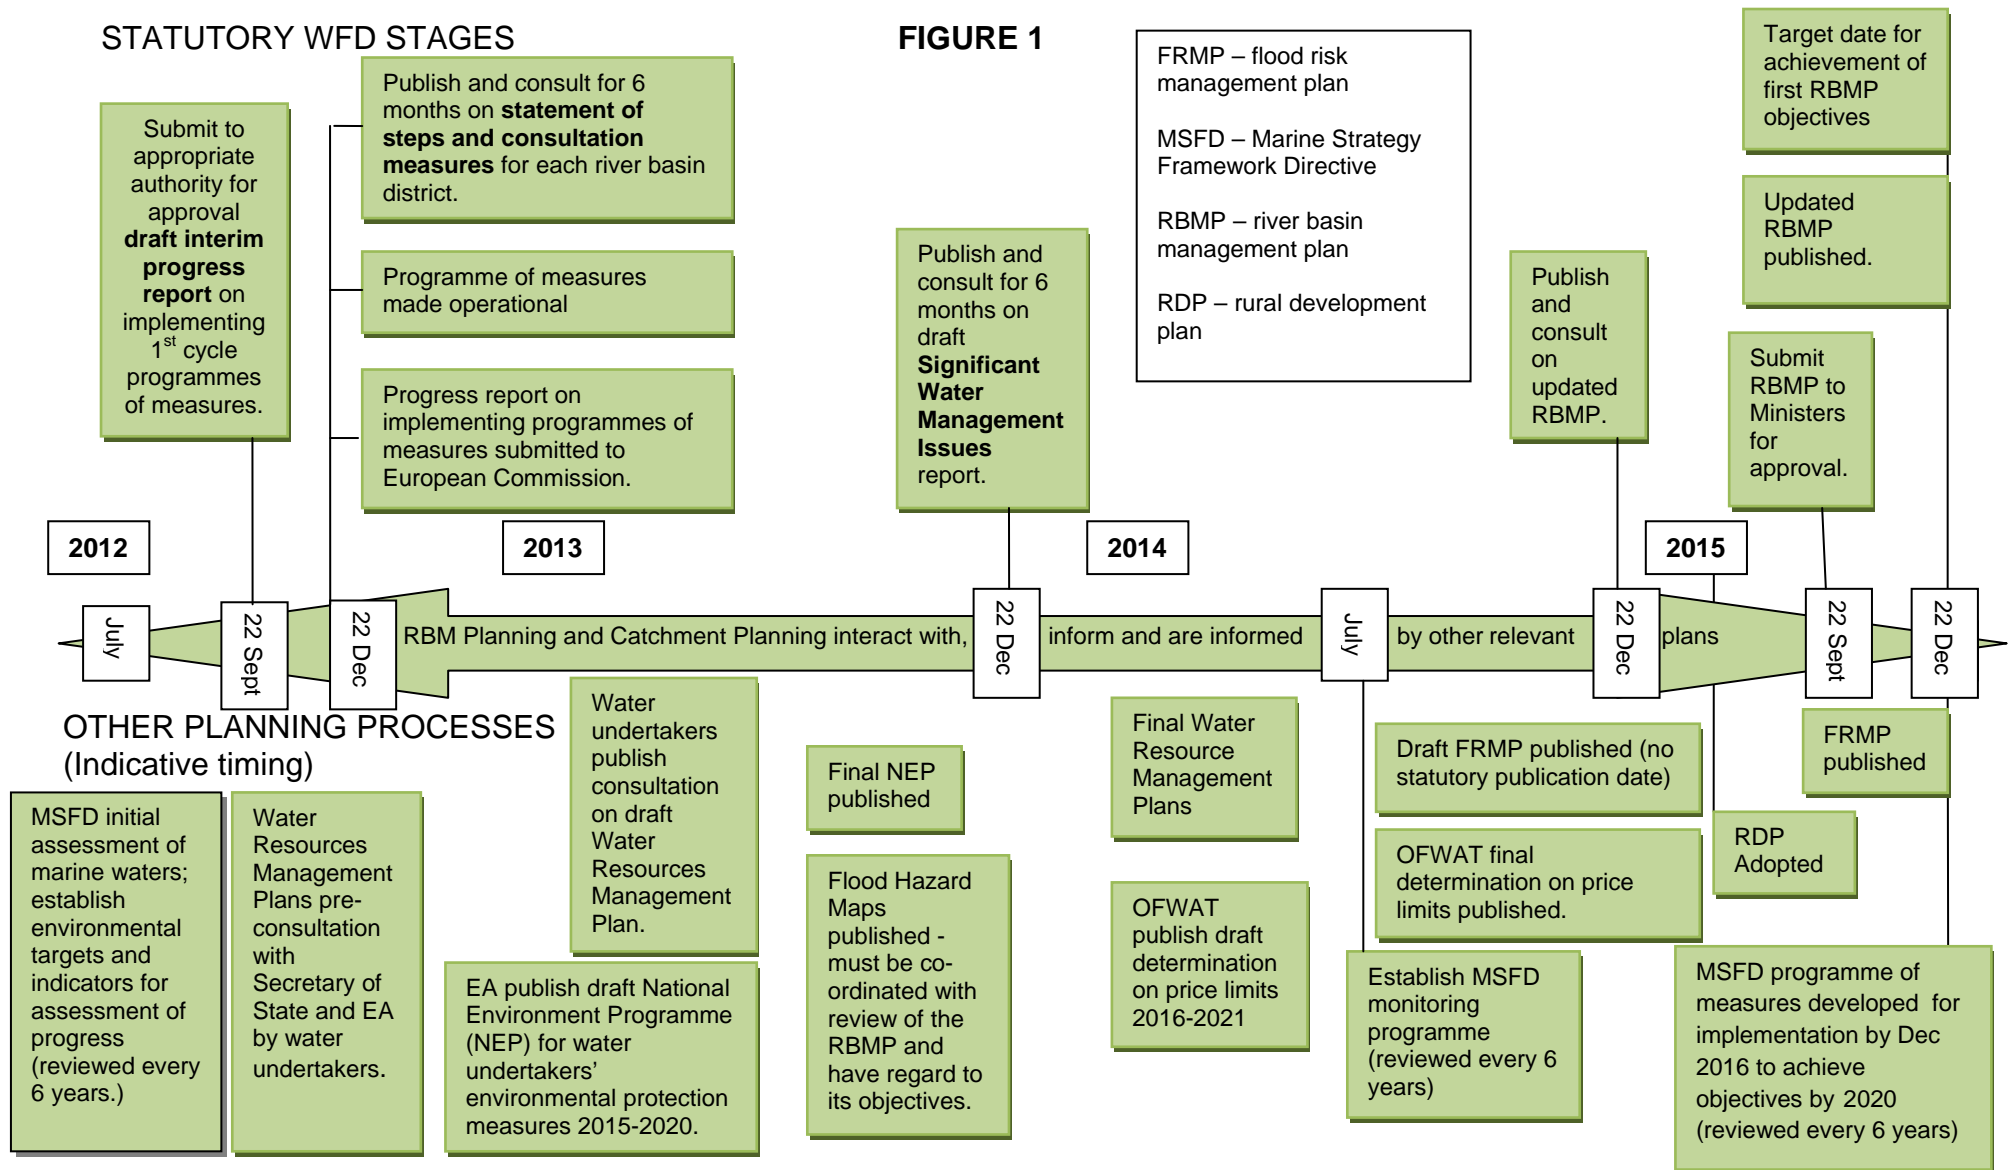 STATUTORY WFD STAGES
FIGURE 1
Submit to
appropriate
authority for
approval
draft interim
progress
report on
implementing
1st cycle
programmes
of measures.
Publish and consult for 6
months on statement of
steps and consultation
measures for each river basin
district.
Programme of measures
made operational
Progress report on
implementing programmes of
measures submitted to
European Commission.
Publish and
consult for 6
months on
draft
Significant
Water
Management
Issues
report.
FRMP – flood risk
management plan
MSFD – Marine Strategy
Framework Directive
RBMP – river basin
management plan
RDP – rural development
plan
Publish
and
consult
on
updated
RBMP.
Target date for
achievement of
first RBMP
objectives
Updated
RBMP
published.
Submit
RBMP to
Ministers
for
approval.
2012
2013
2014
2015
July
22 Sept
22 Dec
RBM Planning and Catchment Planning interact with,
22 Dec
inform and are informed
July
by other relevant
22 Dec
plans
22 Sept
22 Dec
OTHER PLANNING PROCESSES
(Indicative timing)
MSFD initial
assessment of
marine waters;
establish
environmental
targets and
indicators for
assessment of
progress
(reviewed every
6 years.)
Water
Resources
Management
Plans pre-
consultation
with
Secretary of
State and EA
by water
undertakers.
Water
undertakers
publish
consultation
on draft
Water
Resources
Management
Plan.
EA publish draft National
Environment Programme
(NEP) for water
undertakers’
environmental protection
measures 2015-2020.
Final NEP
published
Flood Hazard
Maps
published -
must be co-
ordinated with
review of the
RBMP and
have regard to
its objectives.
Final Water
Resource
Management
Plans
OFWAT
publish draft
determination
on price limits
2016-2021
Draft FRMP published (no
statutory publication date)
OFWAT final
determination on price
limits published.
Establish MSFD
monitoring
programme
(reviewed every 6
years)
RDP
Adopted
FRMP
published
MSFD programme of
measures developed for
implementation by Dec
2016 to achieve
objectives by 2020
(reviewed every 6 years)